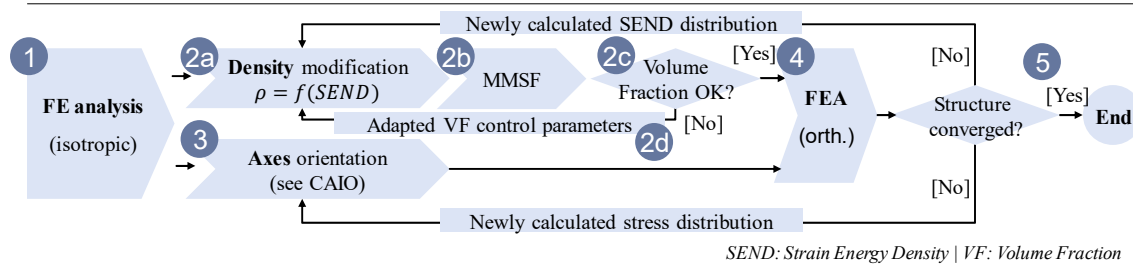 Newly calculated SEND distribution
1
FE analysis
(isotropic)
2a
Density modification
ρ = f(SEND)
2b
MMSF
2c
Volume
Fraction OK?
[Yes]
[No]
Adapted VF control parameters
2d
3
Axes orientation
(see CAIO)
4
FEA
(orth.)
[No]
Structure
converged?
[No]
5
[Yes]
End
Newly calculated stress distribution
SEND: Strain Energy Density | VF: Volume Fraction